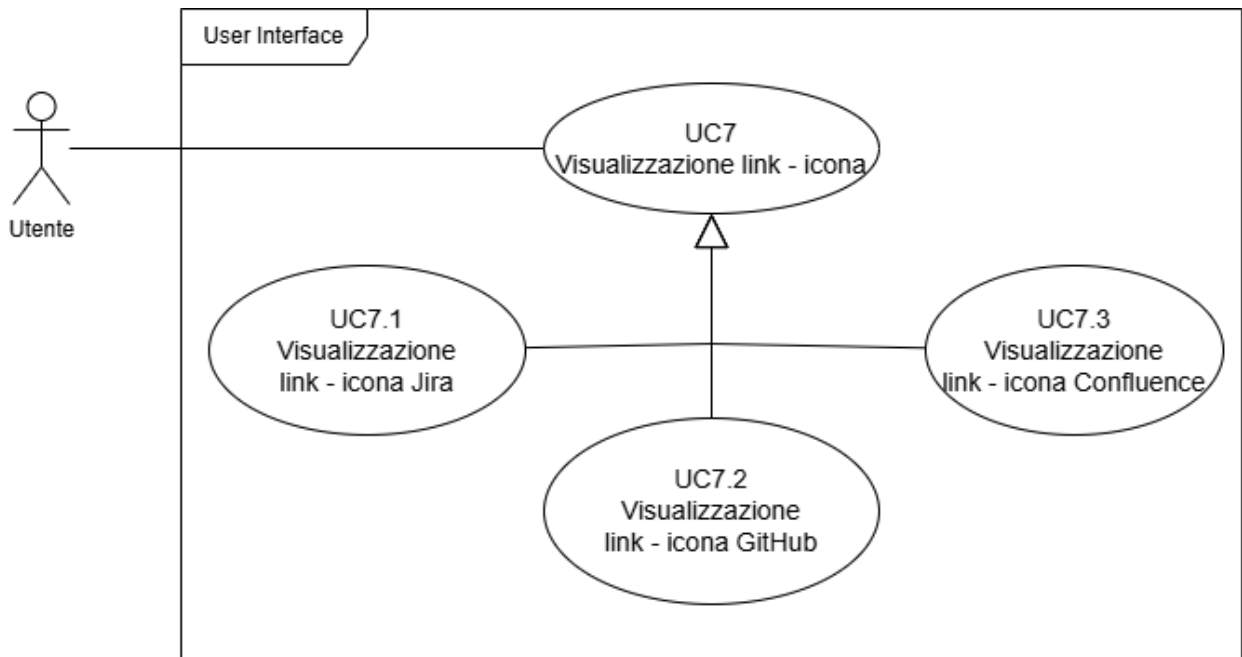 User Interface
UC7
Visualizzazione link - icona
Utente
UC7.1
Visualizzazione
link - icona Jira
UC7.3
Visualizzazione
link - icona Confluence
UC7.2
Visualizzazione
link - icona GitHub